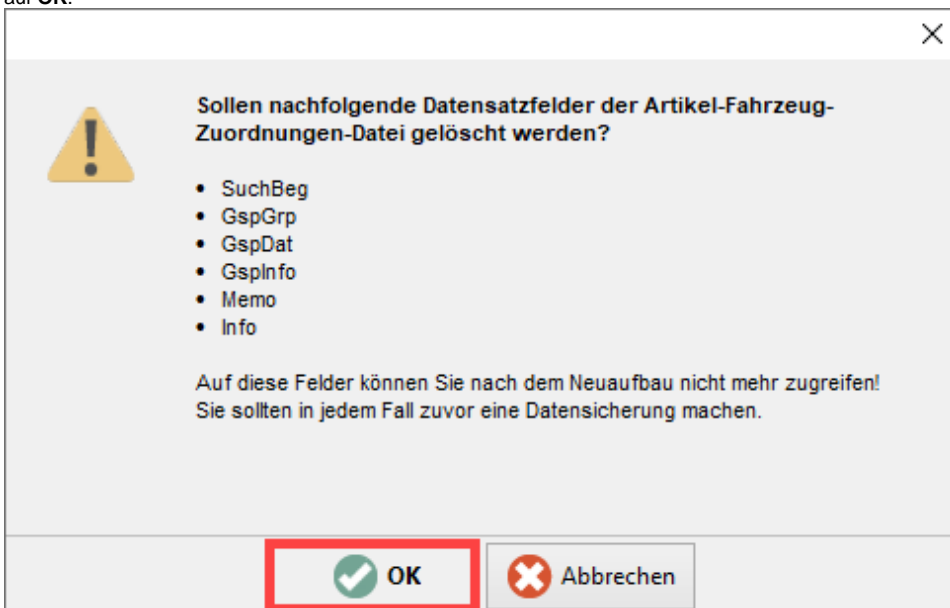 auf OK.
Sollen nachfolgende Datensatzfelder der Artikel-Fahrzeug-
Zuordnungen-Datei gelöscht werden?
• SuchBeg
• GspGrp
• GspDat
• GspInfo
• Memo
• Info
Auf diese Felder können Sie nach dem Neuaufbau nicht mehr zugreifen!
Sie sollten in jedem Fall zuvor eine Datensicherung machen.
OK
Abbrechen